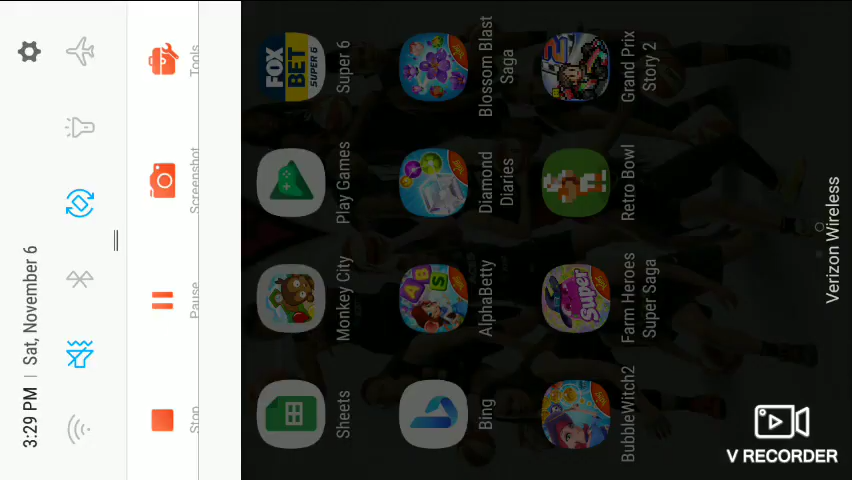 3:29 PM | Sat, November 6
Stop
Pause
Screenshot
Tools
Sheets
Monkey City
Play Games
FOX
BET
SUPER 6
Super 6
Bing
AlphaBetty
Diamond
Diaries
Blossom Blast
Saga
BubbleWitch2
Super
Farm Heroes
Super Saga
Retro Bowl
Grand Prix
Story 2
Verizon Wireless
V RECORDER